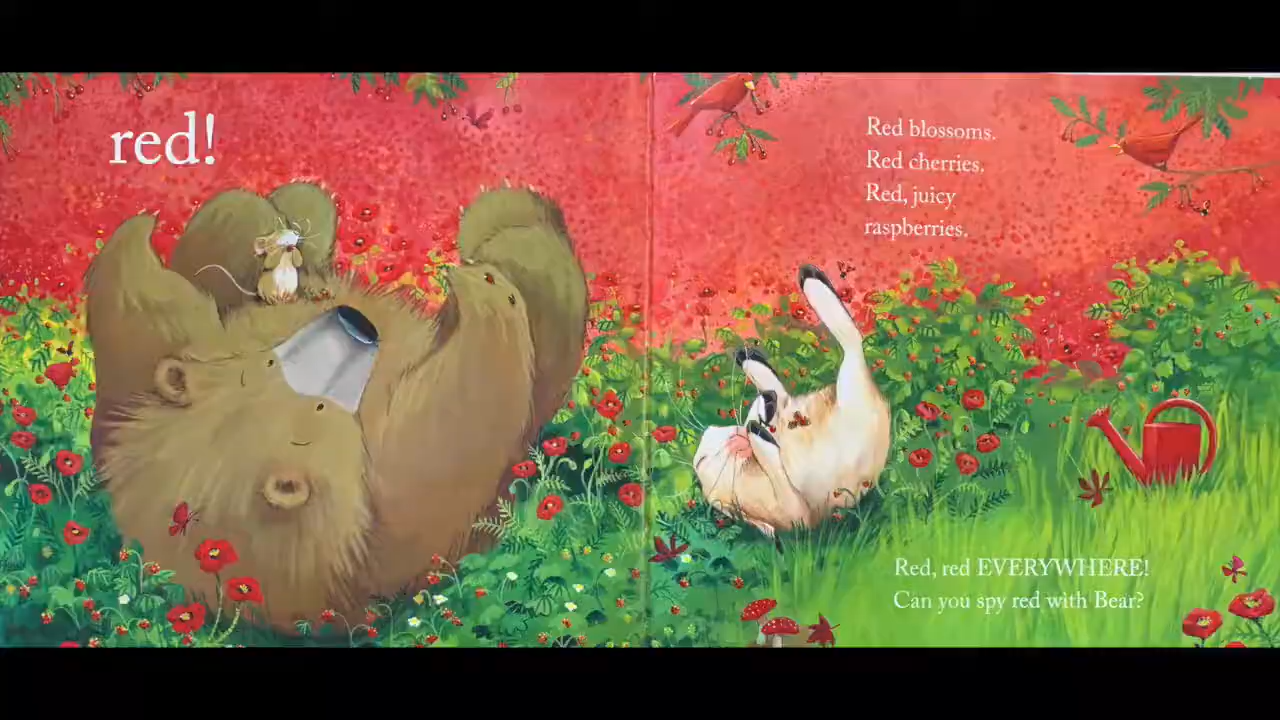 red!
Red blossoms.
Red cherries.
Red, juicy
raspberries.
Red, red EVERYWHERE!
Can you spy red with Bear?